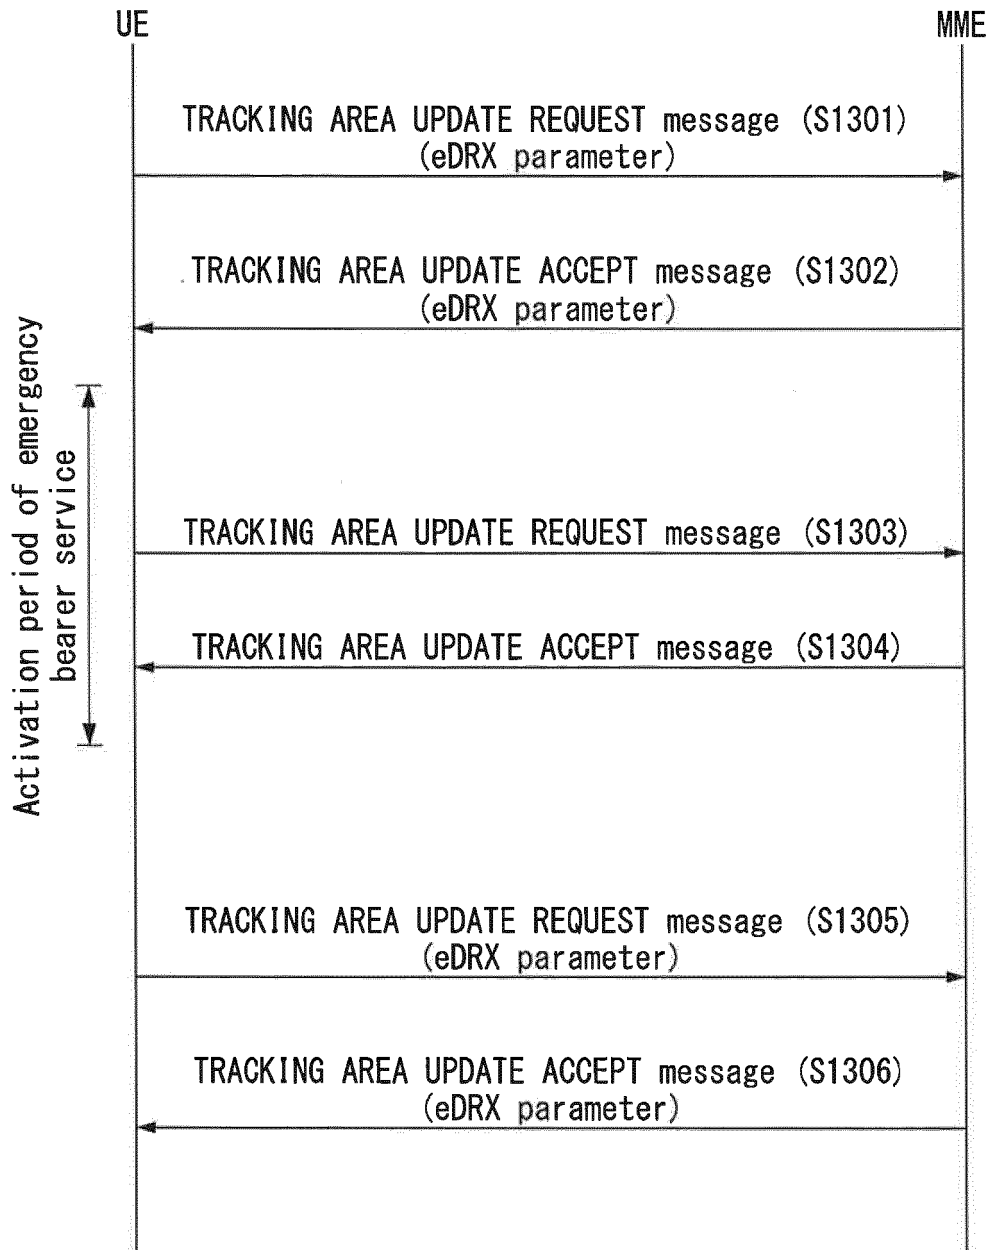 UE
MME
TRACKING AREA UPDATE REQUEST message (S1301)
(eDRX parameter)
TRACKING AREA UPDATE ACCEPT message (S1302)
(eDRX parameter)
Activation period of emergency
bearer service
TRACKING AREA UPDATE REQUEST message (S1303)
TRACKING AREA UPDATE ACCEPT message (S1304)
TRACKING AREA UPDATE REQUEST message (S1305)
(eDRX parameter)
TRACKING AREA UPDATE ACCEPT message (S1306)
(eDRX parameter)